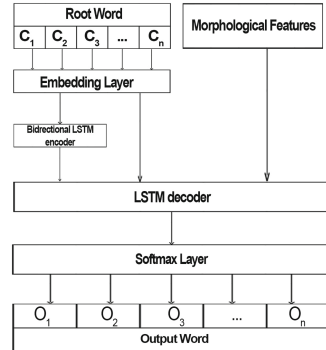 Root Word
Morphological Features
C1 C2 C3 ... Cn
Embedding Layer
Bidrectional LSTM
encoder
LSTM decoder
Softmax Layer
O1 O2 O3 ... On
Output Word